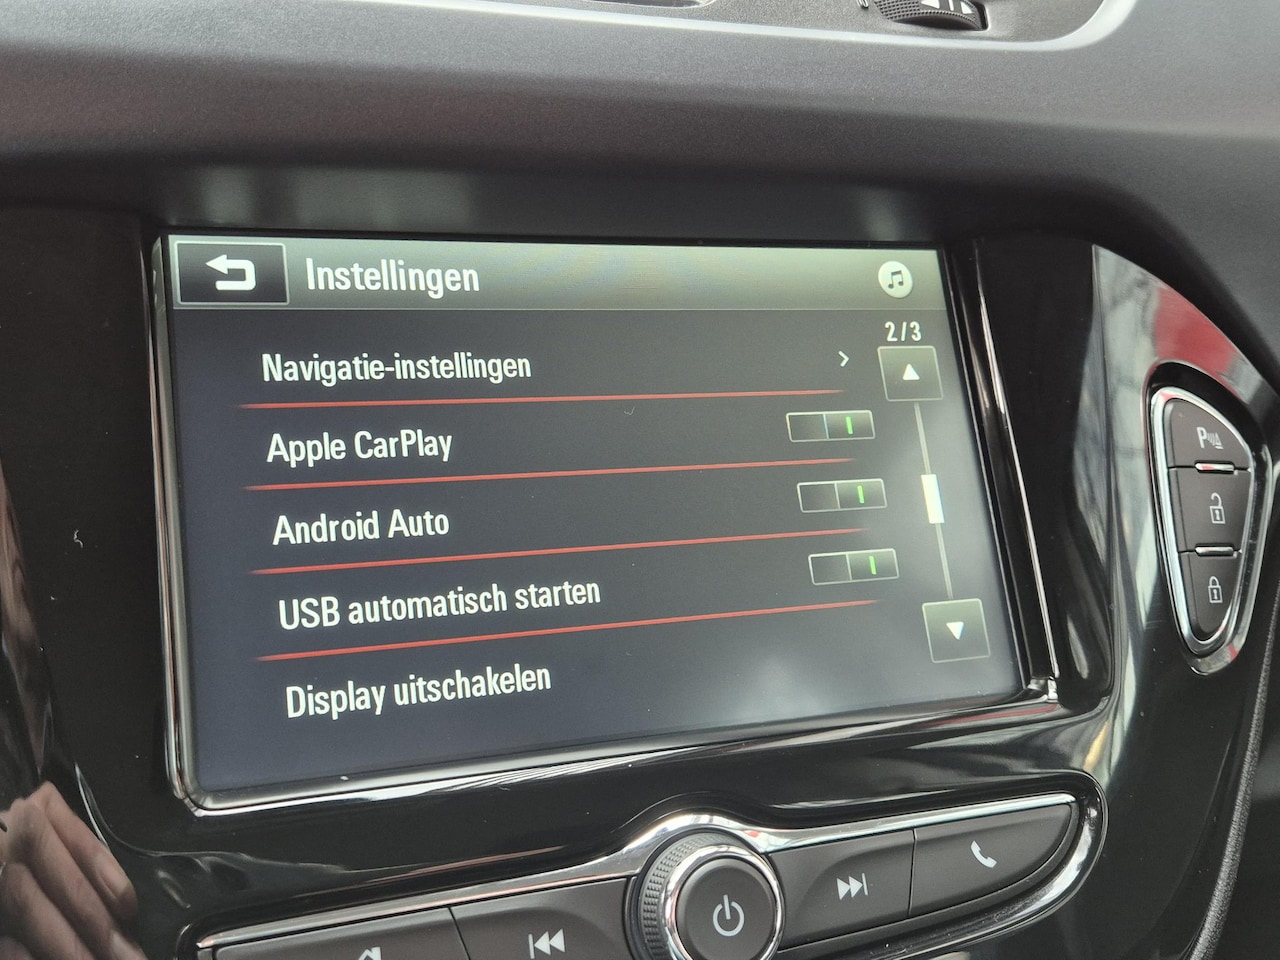 Instellingen
2/3
Navigatie-instellingen
Apple CarPlay
Android Auto
USB automatisch starten
Display uitschakelen
P